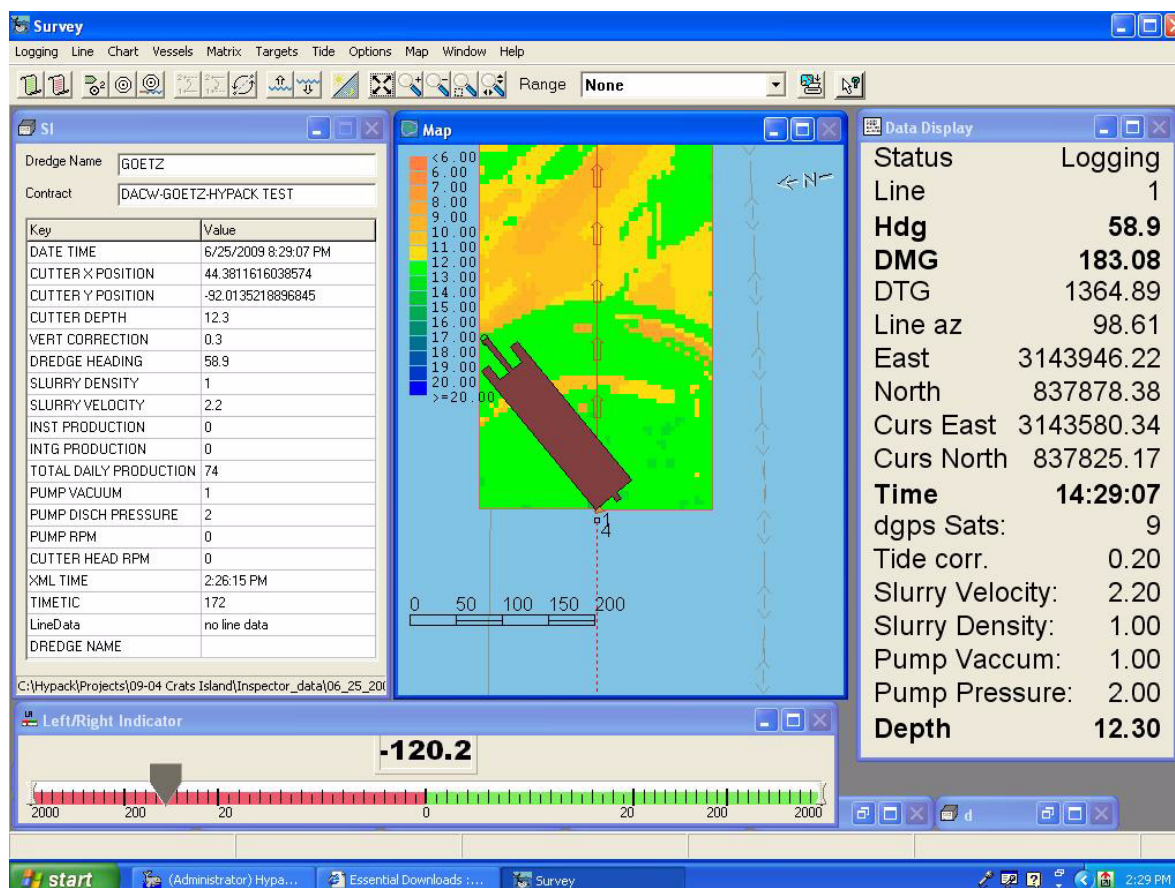 Survey
Logging Line Chart Vessels Matrix Targets Tide Options Map Window Help
Range None
SI
Dredge Name GOETZ
Contract DACW-GOETZ-HYPACK TEST
Key Value
DATE TIME 6/25/2009 8:29:07 PM
CUTTER X POSITION 44.3811616038574
CUTTER Y POSITION -92.0135218896845
CUTTER DEPTH 12.3
VERT CORRECTION 0.3
DREDGE HEADING 58.9
SLURRY DENSITY 1
SLURRY VELOCITY 2.2
INST PRODUCTION 0
INTG PRODUCTION 0
TOTAL DAILY PRODUCTION 74
PUMP VACUUM 1
PUMP DISCH PRESSURE 2
PUMP RPM 0
CUTTER HEAD RPM 0
XML TIME 2:26:15 PM
TIMETIC 172
LineData no line data
DREDGE NAME
C:\Hypack\Projects\09-04 Crats Island\Inspector_data\06_25_200
Map
<6.00
6.00
7.00
8.00
9.00
10.00
11.00
12.00
13.00
14.00
15.00
16.00
17.00
18.00
19.00
20.00
>=20.00
N
1
4
0 50 100 150 200
Data Display
Status Logging
Line 1
Hdg 58.9
DMG 183.08
DTG 1364.89
Line az 98.61
East 3143946.22
North 837878.38
Curs East 3143580.34
Curs North 837825.17
Time 14:29:07
dgps Sats: 9
Tide corr. 0.20
Slurry Velocity: 2.20
Slurry Density: 1.00
Pump Vaccum: 1.00
Pump Pressure: 2.00
Depth 12.30
Left/Right Indicator
-120.2
2000 200 20 0 20 200 2000
d
start (Administrator) Hypa... Essential Downloads :... Survey 2:29 PM